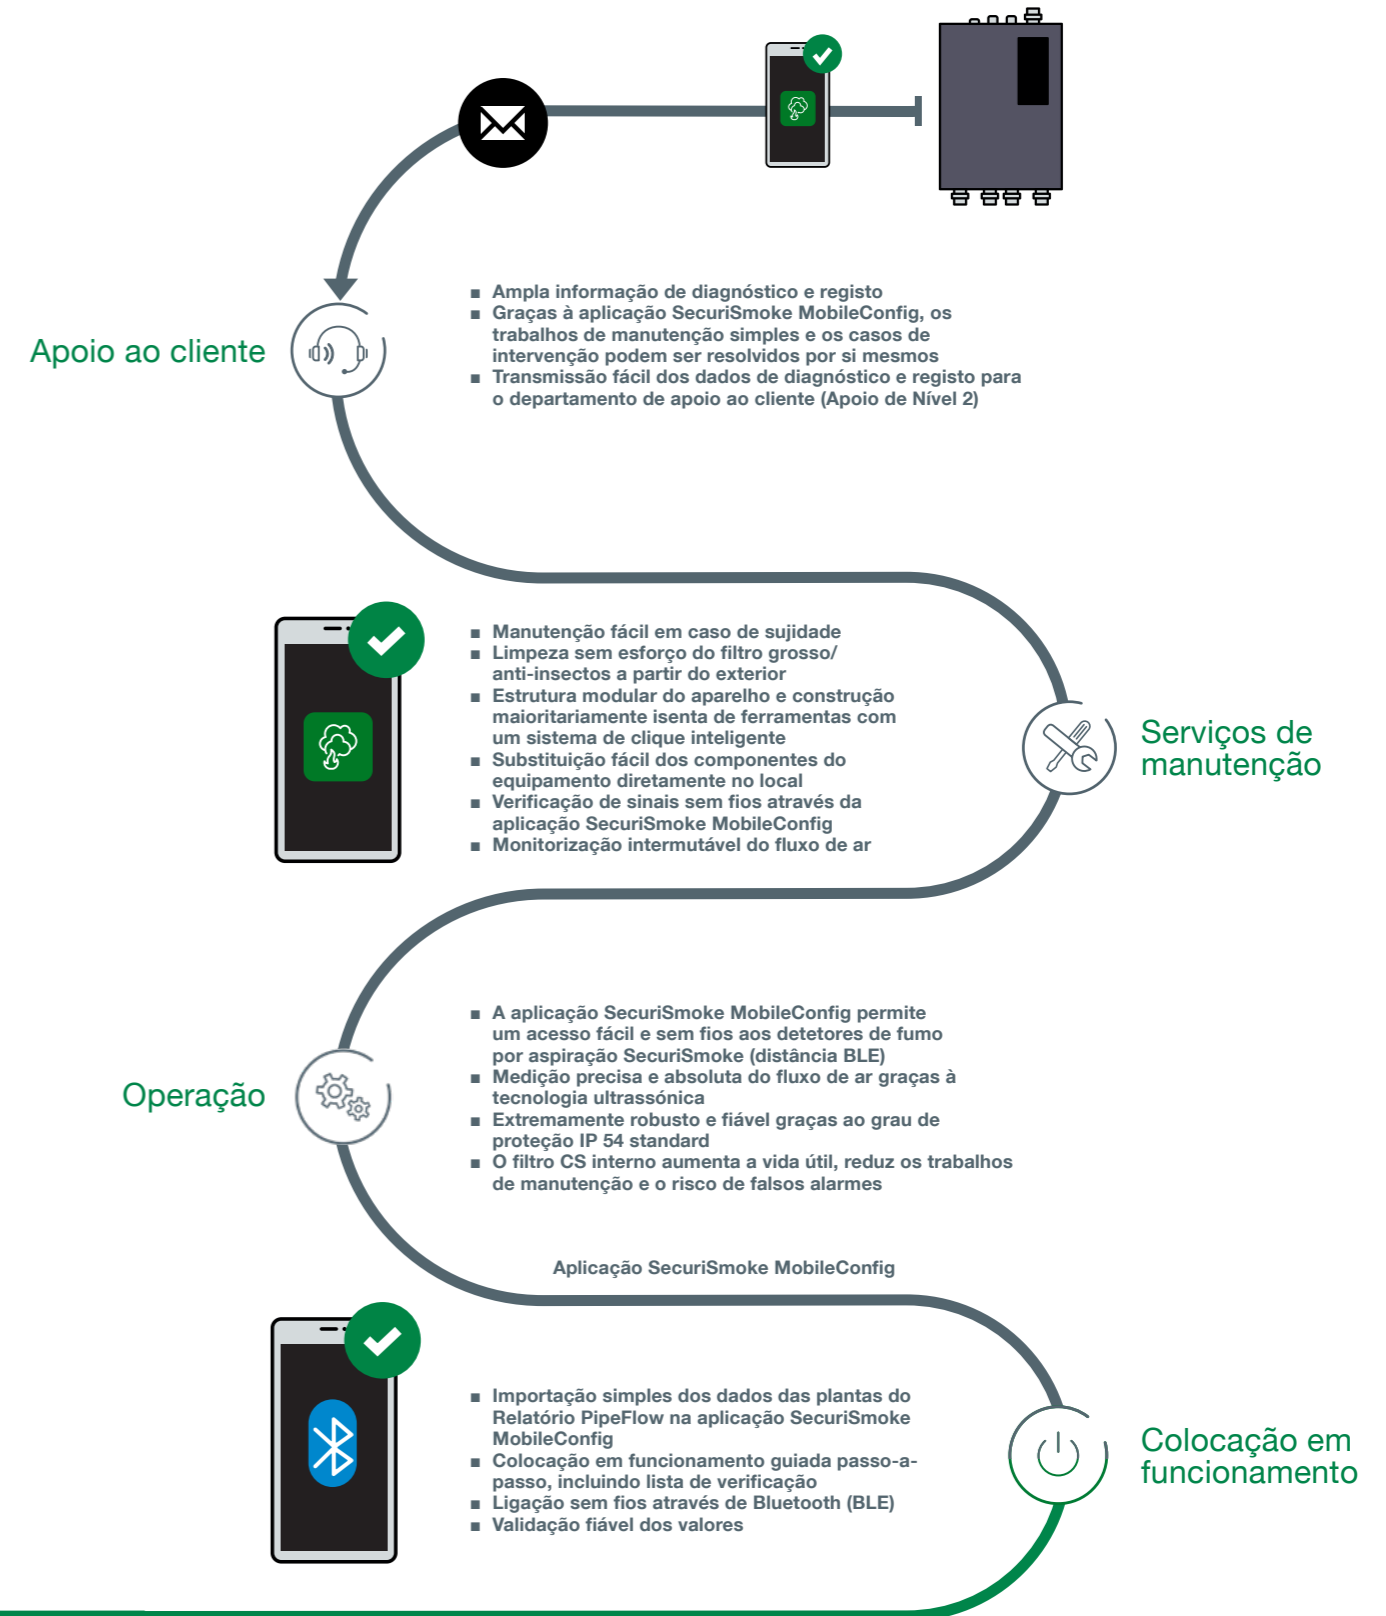 Apoio ao cliente
■ Ampla informação de diagnóstico e registo
■ Graças à aplicação SecuriSmoke MobileConfig, os
trabalhos de manutenção simples e os casos de
intervenção podem ser resolvidos por si mesmos
■ Transmissão fácil dos dados de diagnóstico e registo para
o departamento de apoio ao cliente (Apoio de Nível 2)
■ Manutenção fácil em caso de sujidade
■ Limpeza sem esforço do filtro grosso/
anti-insectos a partir do exterior
■ Estrutura modular do aparelho e construção
maioritariamente isenta de ferramentas com
um sistema de clique inteligente
■ Substituição fácil dos componentes do
equipamento diretamente no local
■ Verificação de sinais sem fios através da
aplicação SecuriSmoke MobileConfig
■ Monitorização intermutável do fluxo de ar
Serviços de
manutenção
Operação
■ A aplicação SecuriSmoke MobileConfig permite
um acesso fácil e sem fios aos detetores de fumo
por aspiração SecuriSmoke (distância BLE)
■ Medição precisa e absoluta do fluxo de ar graças à
tecnologia ultrassónica
■ Extremamente robusto e fiável graças ao grau de
proteção IP 54 standard
■ O filtro CS interno aumenta a vida útil, reduz os trabalhos
de manutenção e o risco de falsos alarmes
Aplicação SecuriSmoke MobileConfig
■ Importação simples dos dados das plantas do
Relatório PipeFlow na aplicação SecuriSmoke
MobileConfig
■ Colocação em funcionamento guiada passo-a-
passo, incluindo lista de verificação
■ Ligação sem fios através de Bluetooth (BLE)
■ Validação fiável dos valores
Colocação em
funcionamento